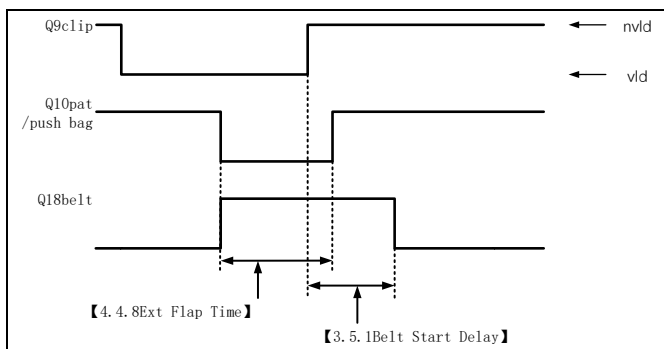 Q9clip
nvld
vld
Q10pat
/push bag
Q18belt
【4.4.8Ext Flap Time】
【3.5.1Belt Start Delay】